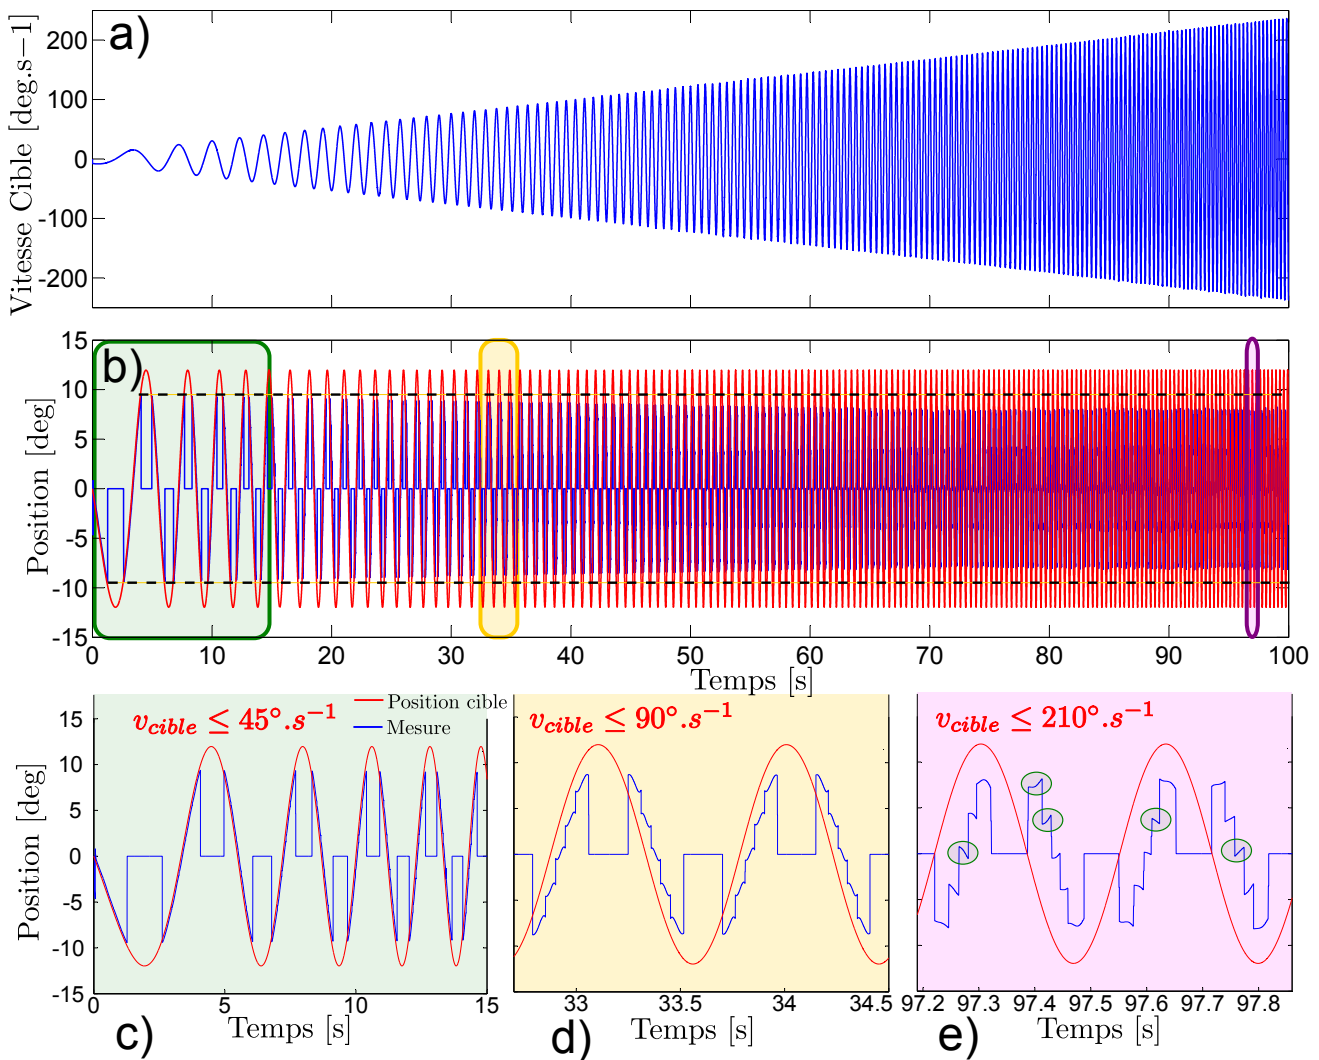 a)
Vitesse Cible [deg.s−1]
200
100
0
-100
-200
b)
Position [deg]
15
10
5
0
-5
-10
-15
0 10 20 30 40 50 60 70 80 90 100
Temps [s]
v_cible ≤ 45°.s⁻¹
Position cible
Mesure
Position [deg]
15
10
5
0
-5
-10
-15
0 5 10 15
Temps [s]
c)
v_cible ≤ 90°.s⁻¹
33 33.5 34 34.5
Temps [s]
d)
v_cible ≤ 210°.s⁻¹
97.2 97.3 97.4 97.5 97.6 97.7 97.8
Temps [s]
e)